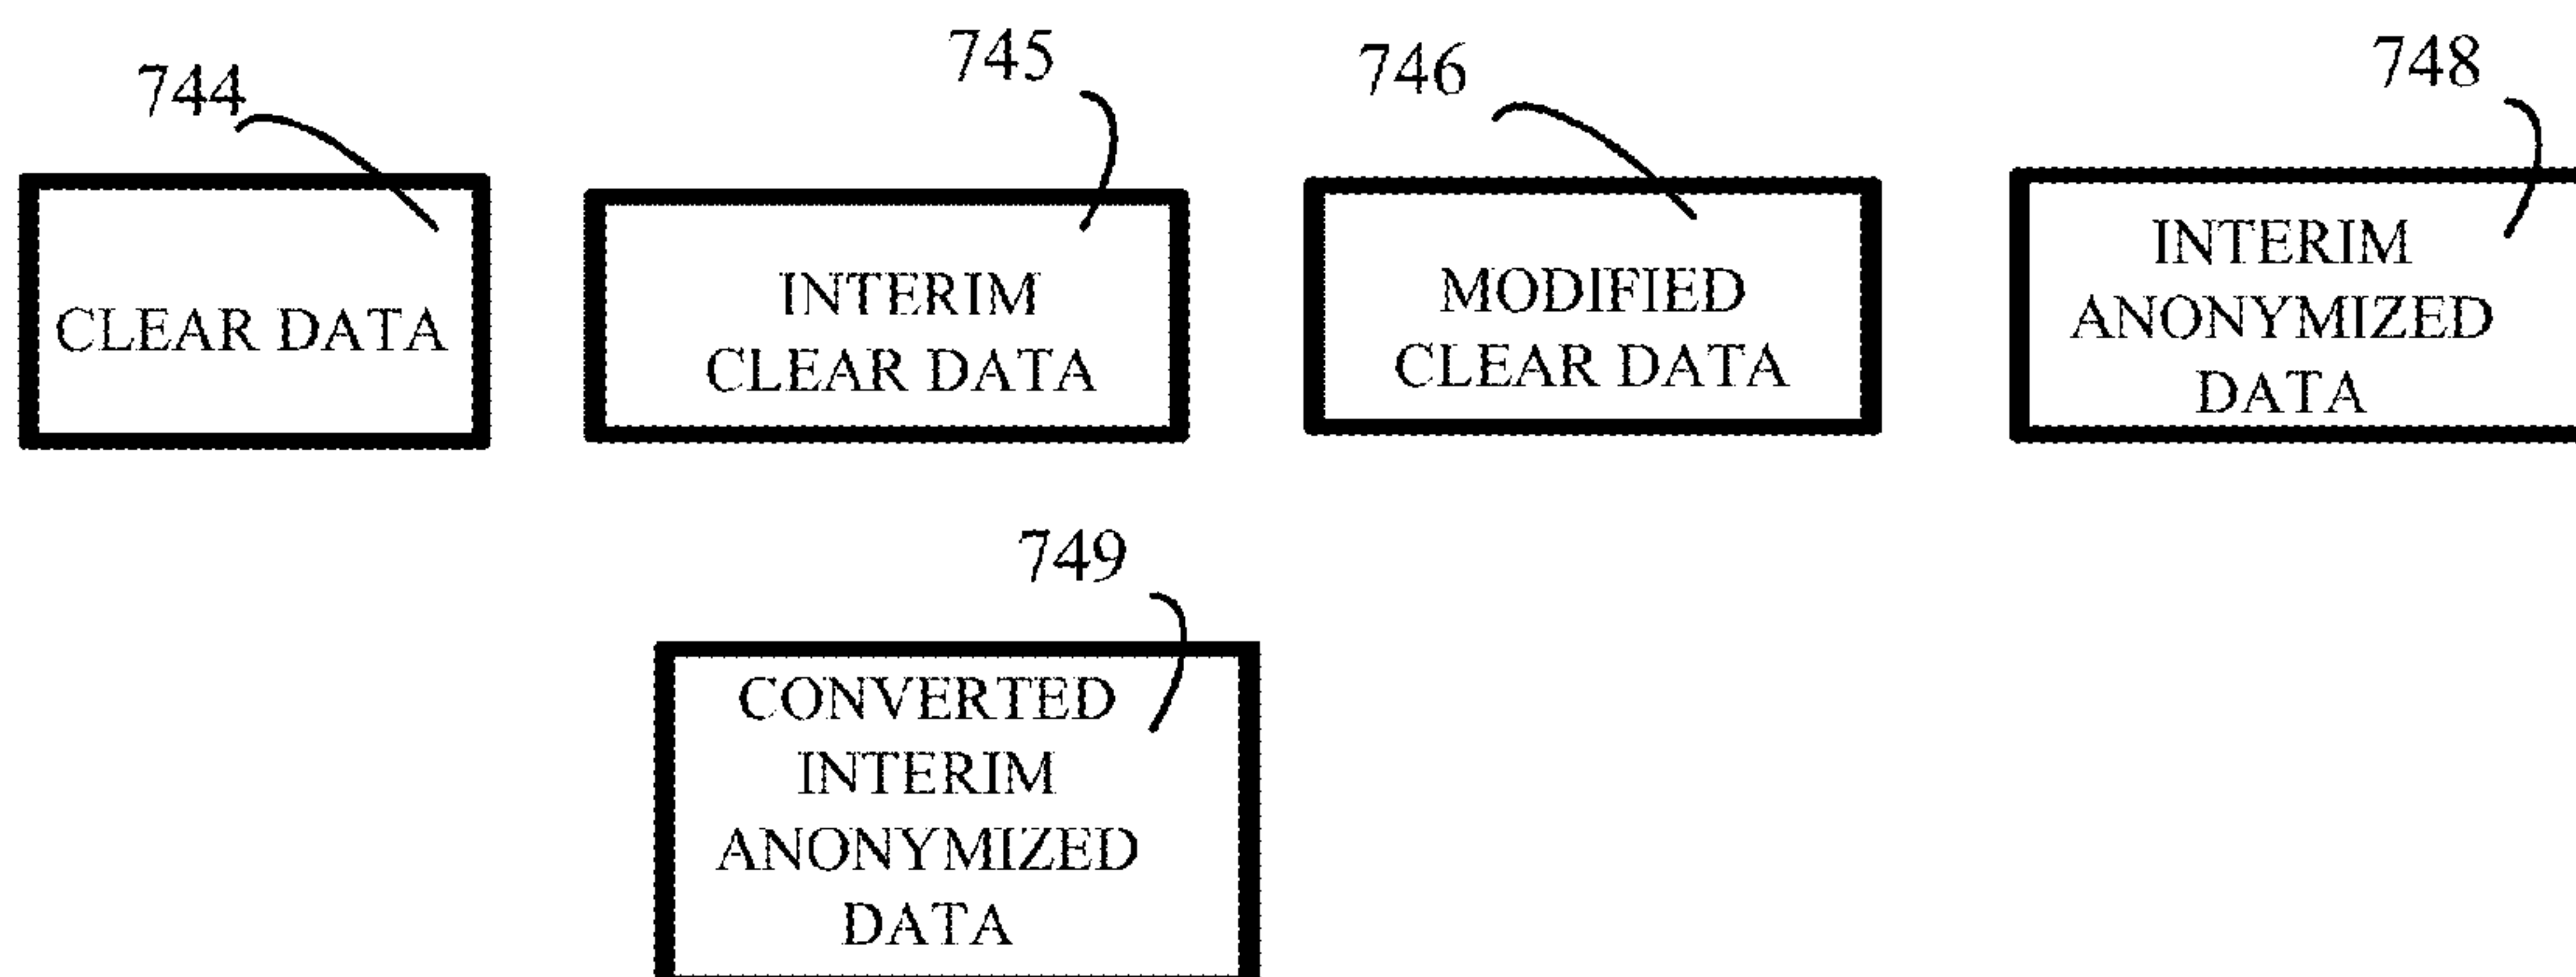 744
745
746
748
CLEAR DATA
INTERIM
CLEAR DATA
MODIFIED
CLEAR DATA
INTERIM
ANONYMIZED
DATA
749
CONVERTED
INTERIM
ANONYMIZED
DATA